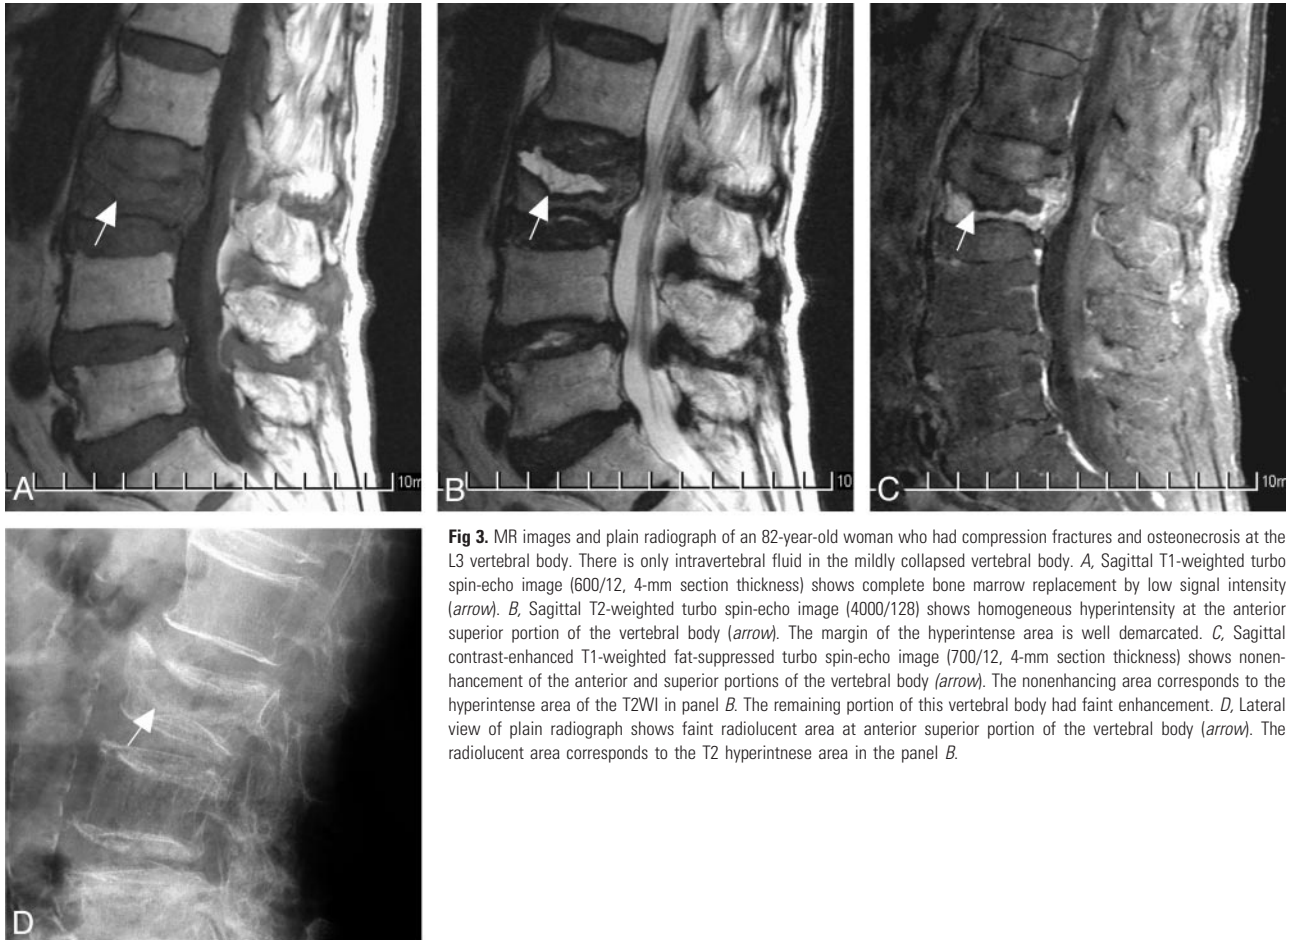 10m
A
10
B
10m
C
D
Fig 3. MR images and plain radiograph of an 82-year-old woman who had compression fractures and osteonecrosis at the
L3 vertebral body. There is only intravertebral fluid in the mildly collapsed vertebral body. A, Sagittal T1-weighted turbo
spin-echo image (600/12, 4-mm section thickness) shows complete bone marrow replacement by low signal intensity
(arrow). B, Sagittal T2-weighted turbo spin-echo image (4000/128) shows homogeneous hyperintensity at the anterior
superior portion of the vertebral body (arrow). The margin of the hyperintense area is well demarcated. C, Sagittal
contrast-enhanced T1-weighted fat-suppressed turbo spin-echo image (700/12, 4-mm section thickness) shows nonen-
hancement of the anterior and superior portions of the vertebral body (arrow). The nonenhancing area corresponds to the
hyperintense area of the T2WI in panel B. The remaining portion of this vertebral body had faint enhancement. D, Lateral
view of plain radiograph shows faint radiolucent area at anterior superior portion of the vertebral body (arrow). The
radiolucent area corresponds to the T2 hyperintnese area in the panel B.